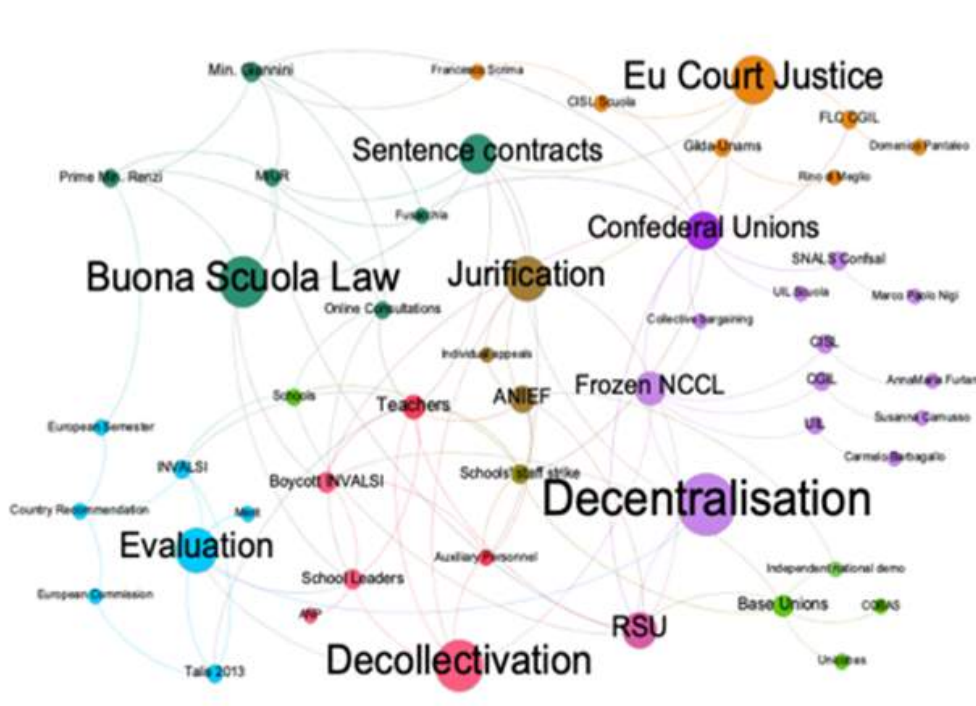 Min. Giannini
Francesco Scrima
Eu Court Justice
CISL Scuola
FLC CGIL
Sentence contracts
Gilda-Unams
Domenico Pantaleo
Prime Min. Renzi
MIUR
Rino di Meglio
Fusacchia
Confederal Unions
SNALS Confsal
Buona Scuola Law
Jurification
UIL Scuola
Marco Paolo Nigi
Online Consultations
Collective bargaining
CISL
Individual appeals
Frozen NCCL
CGIL
AnnaMaria Furlan
Schools
Teachers
ANIEF
Susanna Camusso
European Semester
UIL
INVALSI
Boycott INVALSI
Schools' staff strike
Carmelo Barbagallo
Country Recommendation
Merit
Decentralisation
Evaluation
Auxiliary Personnel
School Leaders
Independent national demo
European Commission
Base Unions
COBAS
ANP
RSU
Decollectivation
Talis 2013
Unicobas